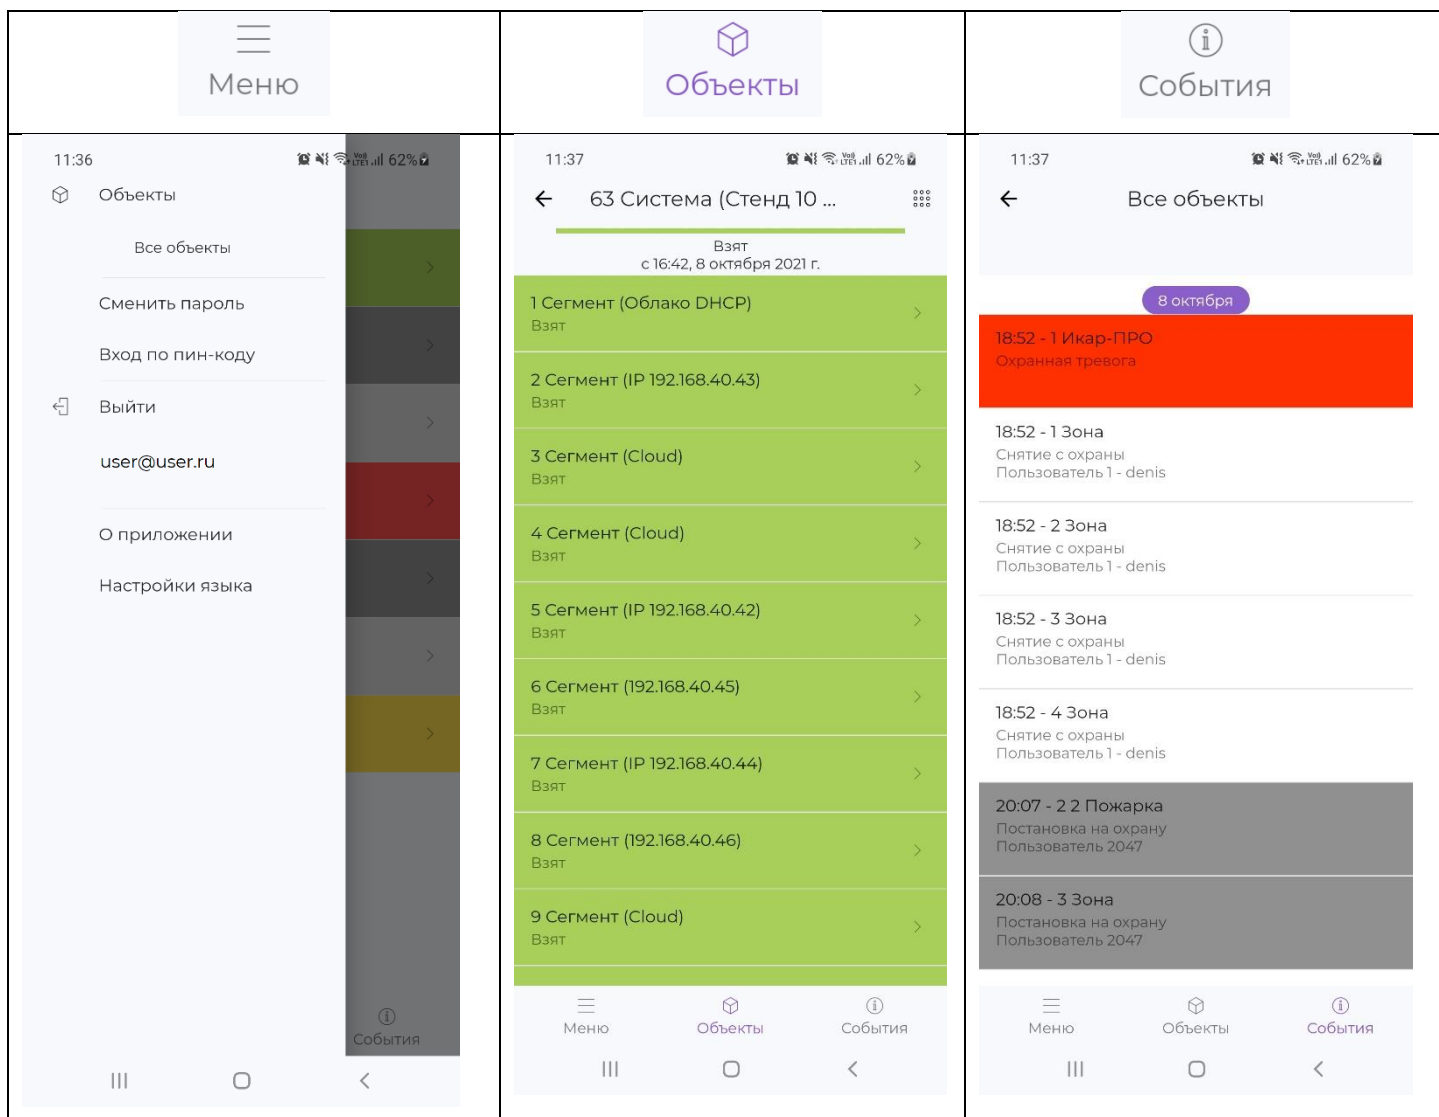 Меню
Объекты
События
11:36
62%
Объекты
Все объекты
Сменить пароль
Вход по пин-коду
Выйти
user@user.ru
О приложении
Настройки языка
События
11:37
62%
63 Система (Стенд 10 ...
Взят
с 16:42, 8 октября 2021 г.
1 Сегмент (Облако DHCP)
Взят
2 Сегмент (IP 192.168.40.43)
Взят
3 Сегмент (Cloud)
Взят
4 Сегмент (Cloud)
Взят
5 Сегмент (IP 192.168.40.42)
Взят
6 Сегмент (192.168.40.45)
Взят
7 Сегмент (IP 192.168.40.44)
Взят
8 Сегмент (192.168.40.46)
Взят
9 Сегмент (Cloud)
Взят
Меню Объекты События
11:37
62%
Все объекты
8 октября
18:52 - 1 Икар-ПРО
Охранная тревога
18:52 - 1 Зона
Снятие с охраны
Пользователь 1 - denis
18:52 - 2 Зона
Снятие с охраны
Пользователь 1 - denis
18:52 - 3 Зона
Снятие с охраны
Пользователь 1 - denis
18:52 - 4 Зона
Снятие с охраны
Пользователь 1 - denis
20:07 - 2 2 Пожарка
Постановка на охрану
Пользователь 2047
20:08 - 3 Зона
Постановка на охрану
Пользователь 2047
Меню Объекты События